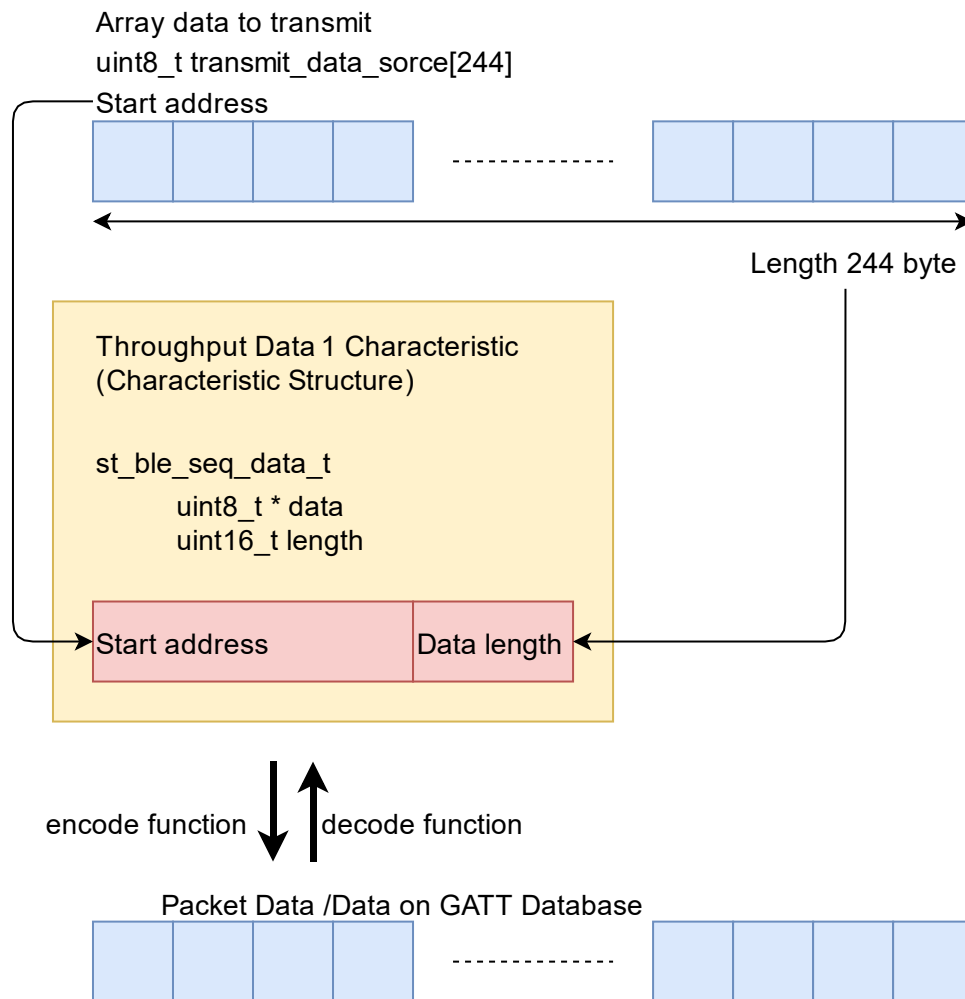 Array data to transmit
uint8_t transmit_data_sorce[244]
Start address
Length 244 byte
Throughput Data 1 Characteristic
(Characteristic Structure)
st_ble_seq_data_t
uint8_t * data
uint16_t length
Start address
Data length
encode function
decode function
Packet Data /Data on GATT Database